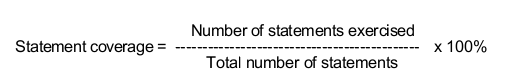 Number of statements exercised
Statement coverage = ---------------------------------------------- x 100%
Total number of statements